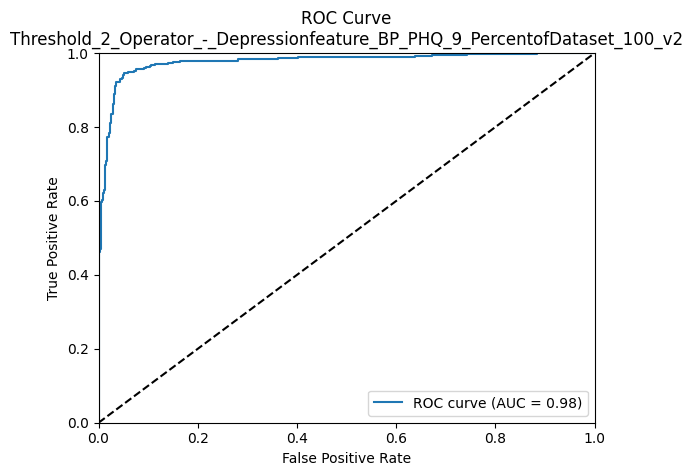 ROC Curve
Threshold_2_Operator_-_Depressionfeature_BP_PHQ_9_PercentofDataset_100_v2
1.0
0.8
0.6
0.4
0.2
0.0
True Positive Rate
ROC curve (AUC = 0.98)
0.0 0.2 0.4 0.6 0.8 1.0
False Positive Rate